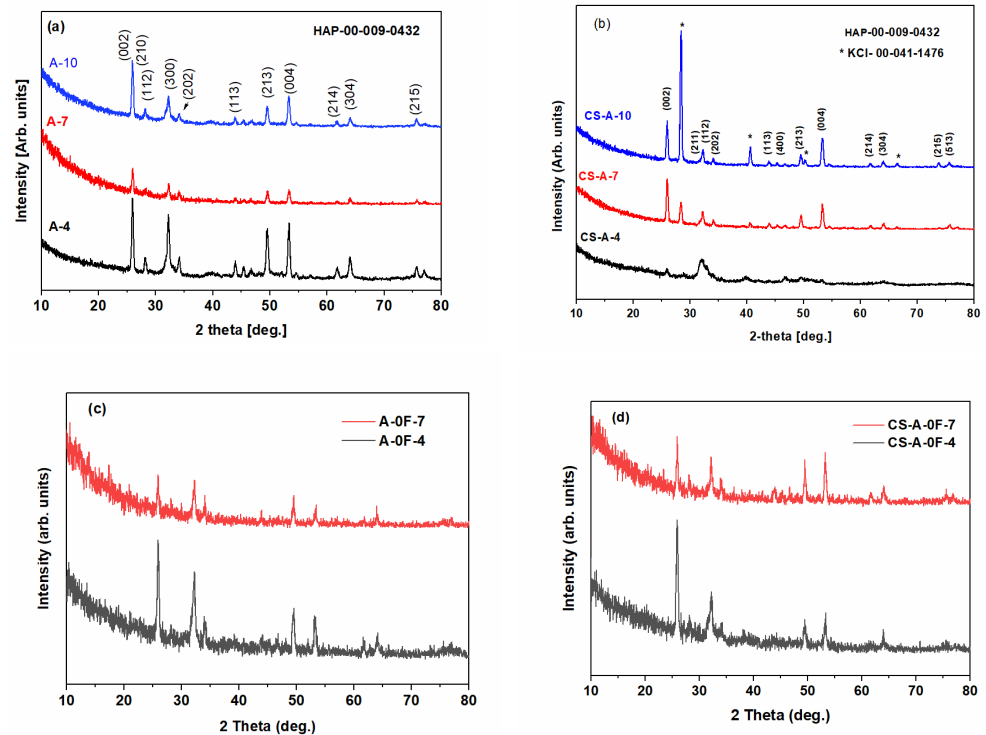 (a)
HAP-00-009-0432
A-10
(002)
(210)
(112)
(300)
(202)
(113)
(213)
(004)
(214)
(304)
(215)
A-7
A-4
Intensity [Arb. units]
10 20 30 40 50 60 70 80
2 theta [deg.]
(b)
HAP-00-009-0432
* KCl- 00-041-1476
CS-A-10
(002)
*
(211)
(112)
(202)
*
(113)
(400)
(213)
*
(004)
(214)
(304)
*
(215)
(513)
CS-A-7
CS-A-4
Intensity (Arb. units)
10 20 30 40 50 60 70 80
2-theta (deg.)
(c)
A-0F-7
A-0F-4
Intensity (arb. units)
10 20 30 40 50 60 70 80
2 Theta (deg.)
(d)
CS-A-0F-7
CS-A-0F-4
Intensity (arb. units)
10 20 30 40 50 60 70 80
2 Theta (deg.)